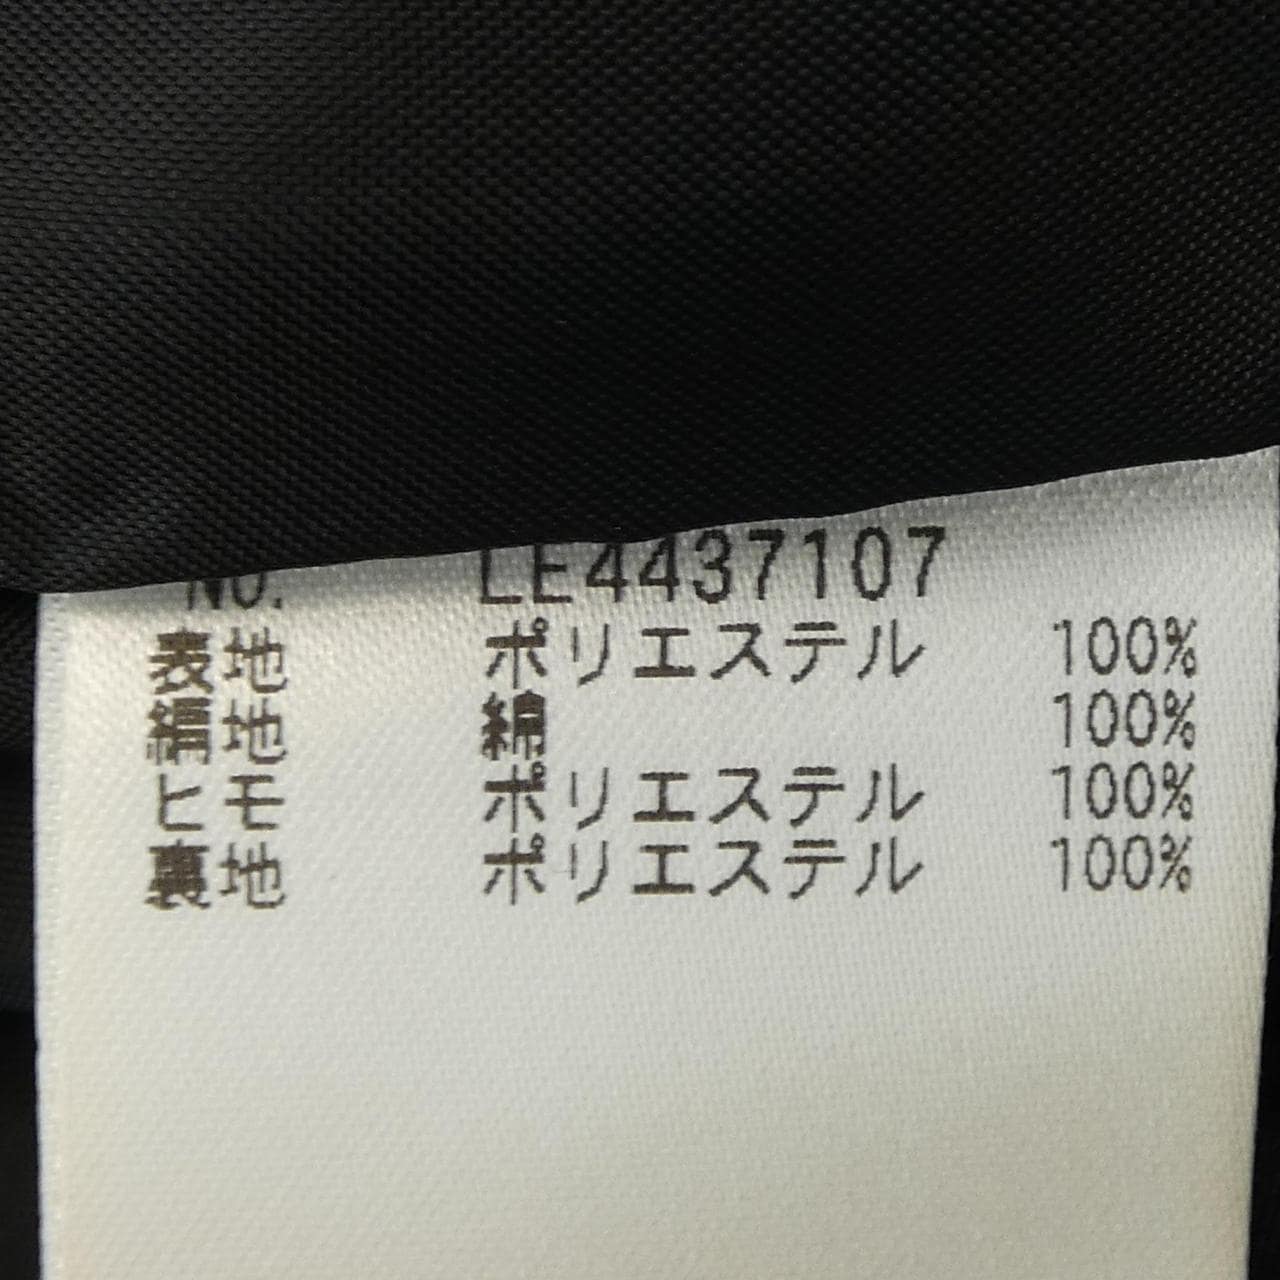 No. LE4437107
表地 ポリエステル 100%
編地 綿 100%
ヒモ ポリエステル 100%
裏地 ポリエステル 100%